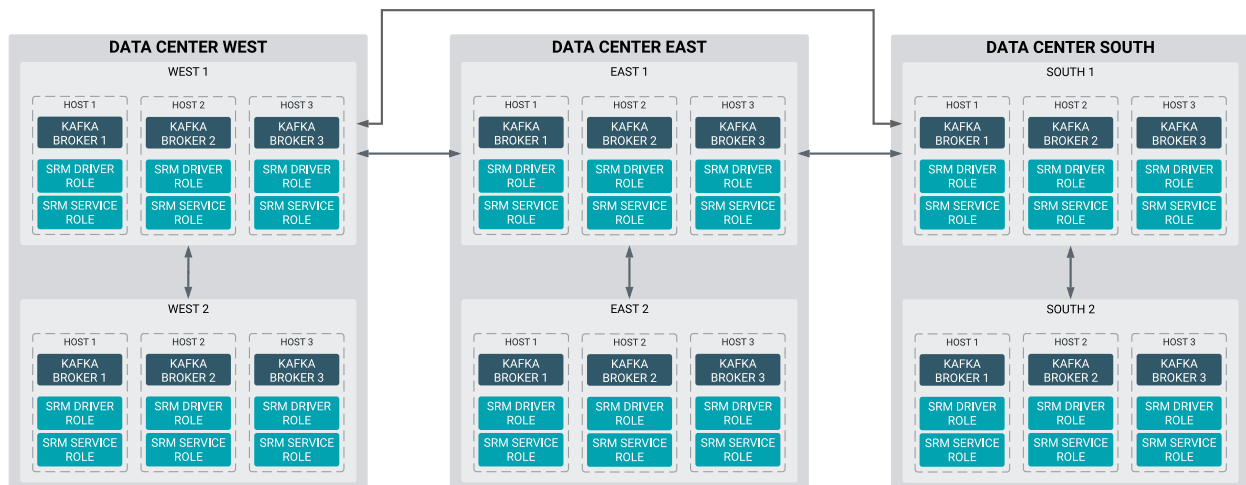 DATA CENTER WEST
WEST 1
HOST 1
KAFKA
BROKER 1
SRM DRIVER
ROLE
SRM SERVICE
ROLE
HOST 2
KAFKA
BROKER 2
SRM DRIVER
ROLE
SRM SERVICE
ROLE
HOST 3
KAFKA
BROKER 3
SRM DRIVER
ROLE
SRM SERVICE
ROLE
WEST 2
HOST 1
KAFKA
BROKER 1
SRM DRIVER
ROLE
SRM SERVICE
ROLE
HOST 2
KAFKA
BROKER 2
SRM DRIVER
ROLE
SRM SERVICE
ROLE
HOST 3
KAFKA
BROKER 3
SRM DRIVER
ROLE
SRM SERVICE
ROLE
DATA CENTER EAST
EAST 1
HOST 1
KAFKA
BROKER 1
SRM DRIVER
ROLE
SRM SERVICE
ROLE
HOST 2
KAFKA
BROKER 2
SRM DRIVER
ROLE
SRM SERVICE
ROLE
HOST 3
KAFKA
BROKER 3
SRM DRIVER
ROLE
SRM SERVICE
ROLE
EAST 2
HOST 1
KAFKA
BROKER 1
SRM DRIVER
ROLE
SRM SERVICE
ROLE
HOST 2
KAFKA
BROKER 2
SRM DRIVER
ROLE
SRM SERVICE
ROLE
HOST 3
KAFKA
BROKER 3
SRM DRIVER
ROLE
SRM SERVICE
ROLE
DATA CENTER SOUTH
SOUTH 1
HOST 1
KAFKA
BROKER 1
SRM DRIVER
ROLE
SRM SERVICE
ROLE
HOST 2
KAFKA
BROKER 2
SRM DRIVER
ROLE
SRM SERVICE
ROLE
HOST 3
KAFKA
BROKER 3
SRM DRIVER
ROLE
SRM SERVICE
ROLE
SOUTH 2
HOST 1
KAFKA
BROKER 1
SRM DRIVER
ROLE
SRM SERVICE
ROLE
HOST 2
KAFKA
BROKER 2
SRM DRIVER
ROLE
SRM SERVICE
ROLE
HOST 3
KAFKA
BROKER 3
SRM DRIVER
ROLE
SRM SERVICE
ROLE